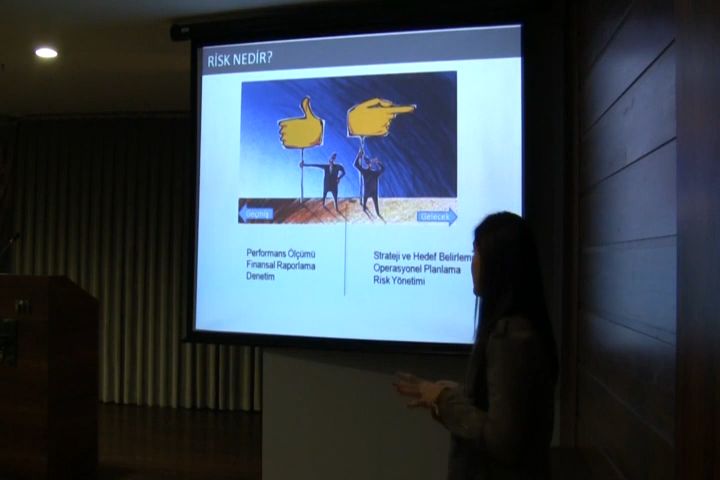 RİSK NEDİR?
Geçmiş
Gelecek
Performans Ölçümü
Finansal Raporlama
Denetim
Strateji ve Hedef Belirleme
Operasyonel Planlama
Risk Yönetimi